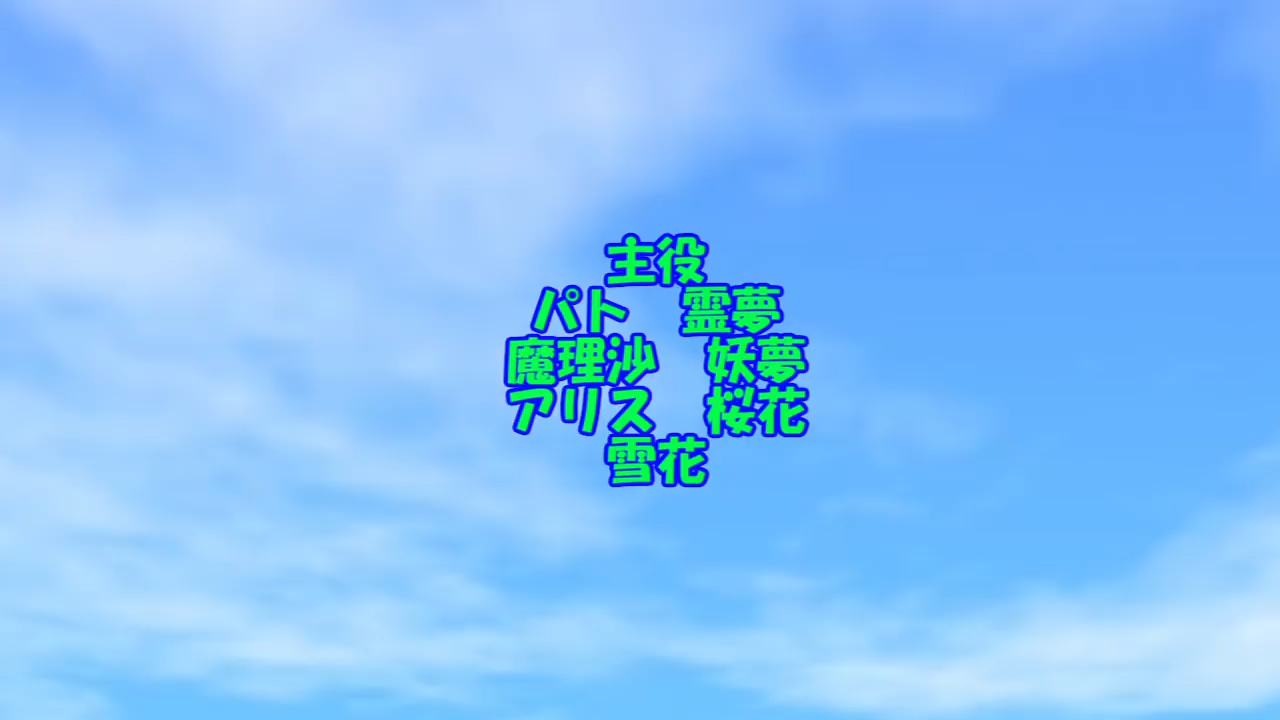 主役
パト　霊夢
魔理沙　妖夢
アリス　桜花
雪花